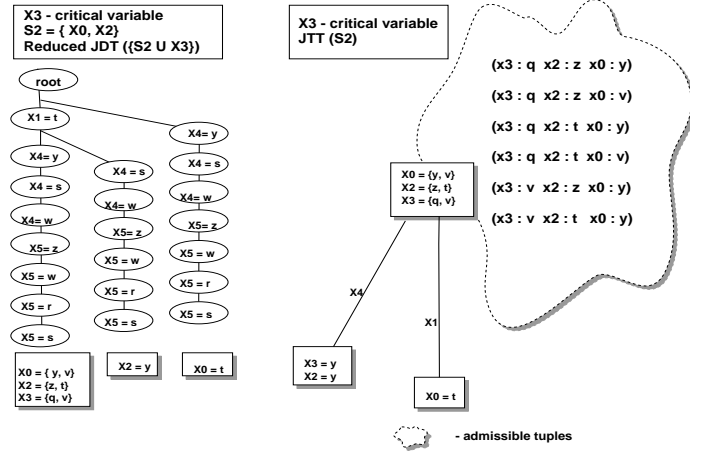 X3 - critical variable
S2 = { X0, X2}
Reduced JDT ({S2 U X3})
root
X1 = t
X4= y
X4 = s
X4= w
X5= z
X5 = w
X5 = r
X5 = s
X4 = s
X4= w
X5= z
X5 = w
X5 = r
X5 = s
X4= y
X4 = s
X4= w
X5= z
X5 = w
X5 = r
X5 = s
X0 = { y, v}
X2 = {z, t}
X3 = {q, v}
X2 = y
X0 = t
X3 - critical variable
JTT (S2)
(x3 : q x2 : z x0 : y)
(x3 : q x2 : z x0 : v)
(x3 : q x2 : t x0 : y)
(x3 : q x2 : t x0 : v)
(x3 : v x2 : z x0 : y)
(x3 : v x2 : t x0 : y)
X0 = {y, v}
X2 = {z, t}
X3 = {q, v}
X4
X1
X3 = y
X2 = y
X0 = t
- admissible tuples